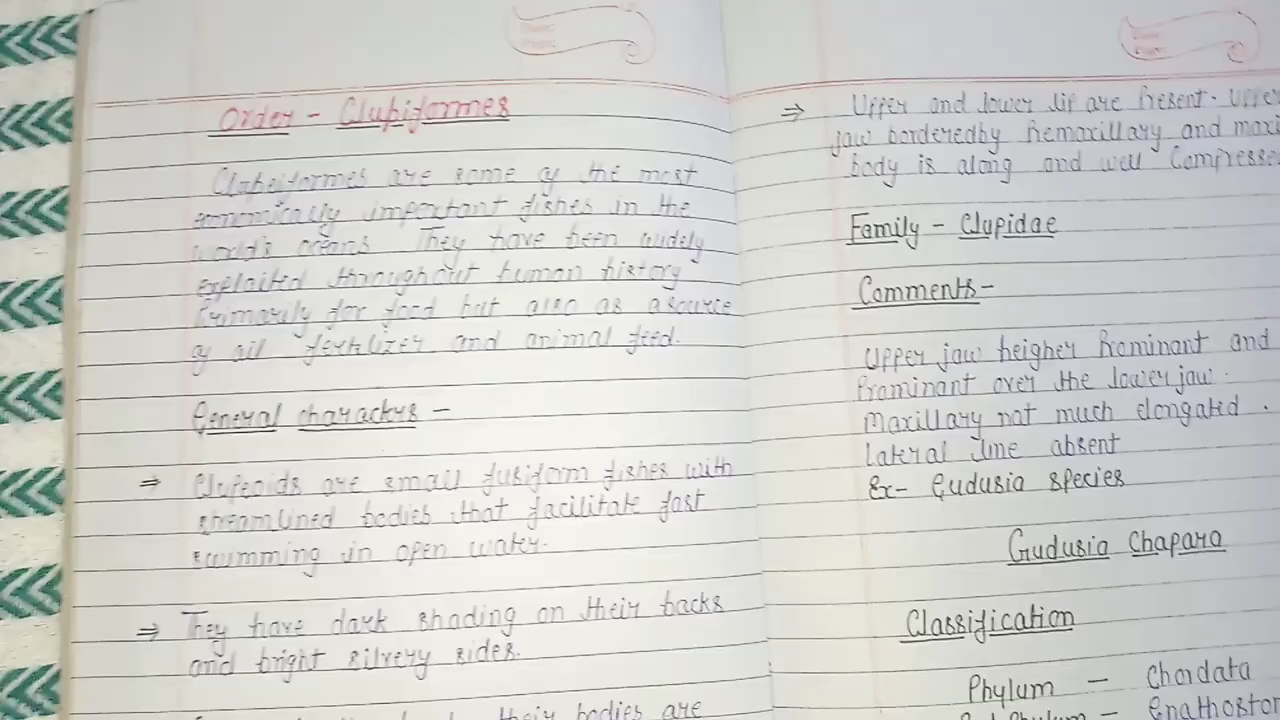 Order - Clupiformes
Clupeiformes are some of the most
economically important fishes in the
world's oceans. They have been widely
exploited throughout human history
Primarily for food but also as a source
of oil fertilizer and animal feed.
General characters -
⇒ Clupeoids are small fusiform fishes with
streamlined bodies that facilitate fast
swimming in open water.
⇒ They have dark shading on their backs
and bright silvery sides.
their bodies are
⇒ Upper and lower lip are Present. Upper
jaw borderedby Premaxillary and
body is along and well
Family - Clupidae
Comments-
Upper jaw heigher Prominant and
Prominant over the lower jaw.
Maxillary not much elongated.
Lateral line absent
Ex- Gudusia species
Gudusia Chapara
Classification
Phylum - Chordata